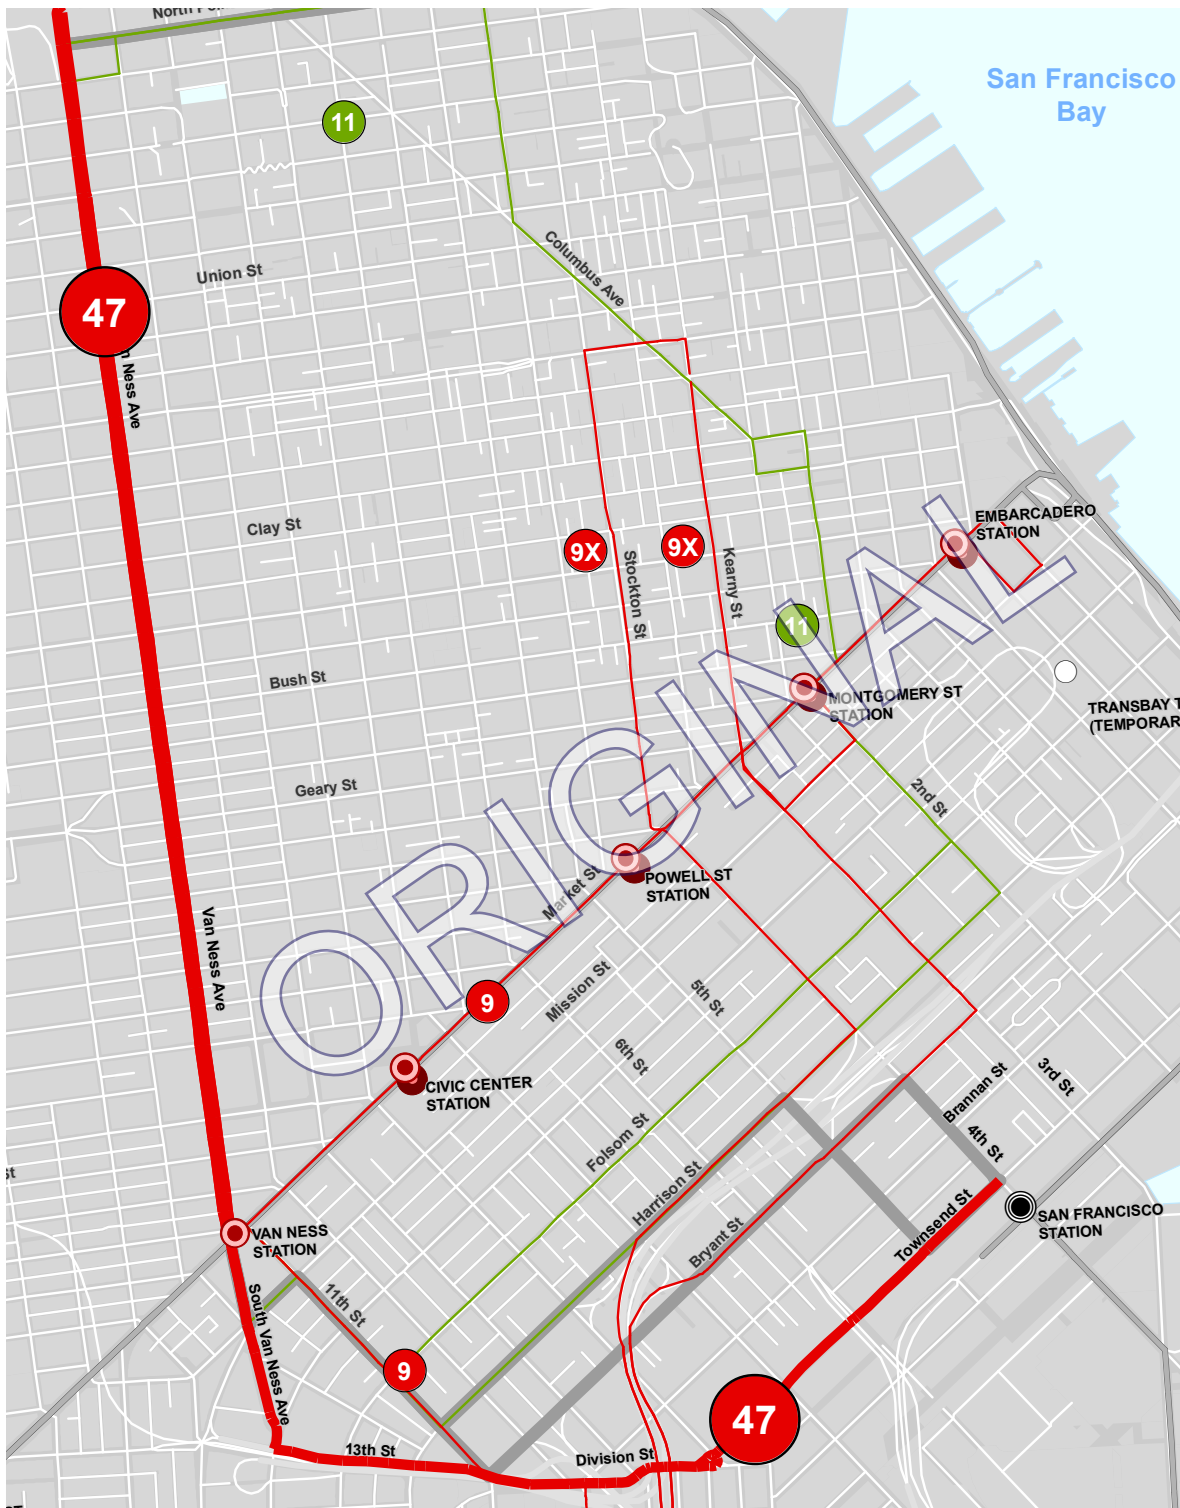 North Poin
San Francisco
Bay
11
Columbus Ave
Union St
47
n Ness Ave
EMBARCADERO
STATION
Clay St
9X
9X
Stockton St
Kearny St
11
Bush St
MONTGOMERY ST
STATION
TRANSBAY T
(TEMPORAR
Geary St
2nd St
ORIGINAL
POWELL ST
STATION
Market St
Van Ness Ave
Mission St
5th St
9
6th St
CIVIC CENTER
STATION
Brannan St
3rd St
4th St
Folsom St
Harrison St
st
Townsend St
SAN FRANCISCO
STATION
VAN NESS
STATION
Bryant St
11th St
South Van Ness Ave
9
47
13th St
Division St
ST